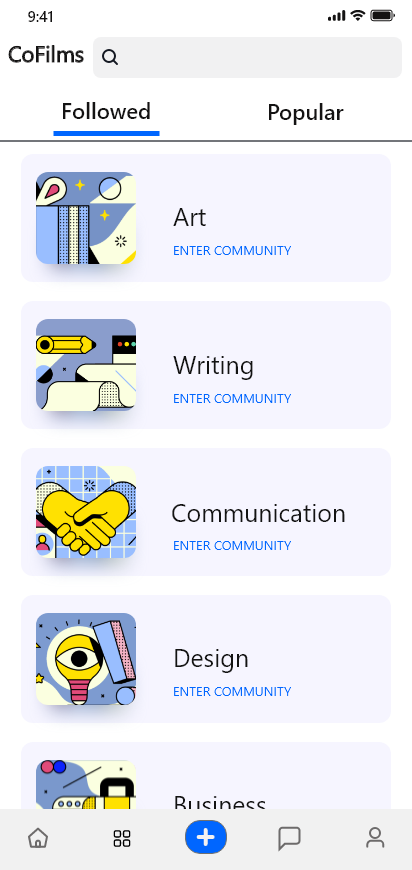 9:41
CoFilms
Followed
Popular
Art
ENTER COMMUNITY
Writing
ENTER COMMUNITY
Communication
ENTER COMMUNITY
Design
ENTER COMMUNITY
Business